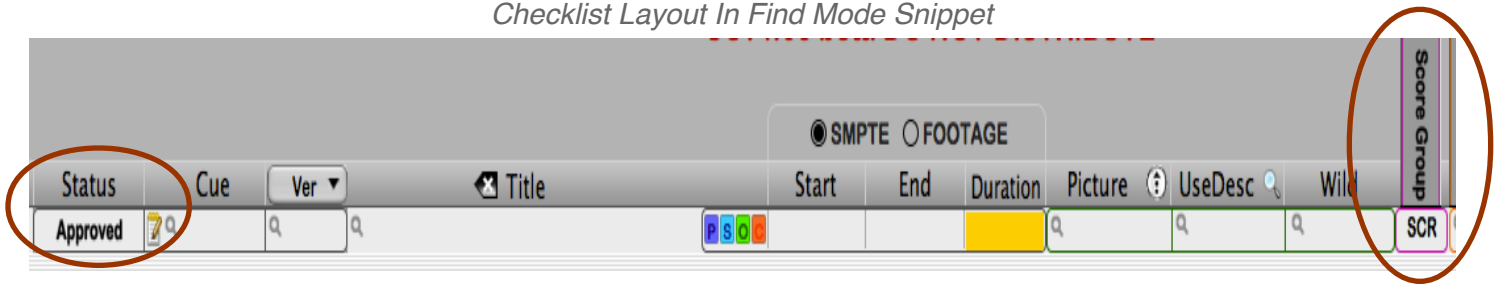 Checklist Layout In Find Mode Snippet
Score Group
SMPTE FOOTAGE
Status Cue Ver Title Start End Duration Picture UseDesc Wild
Approved P S O C SCR